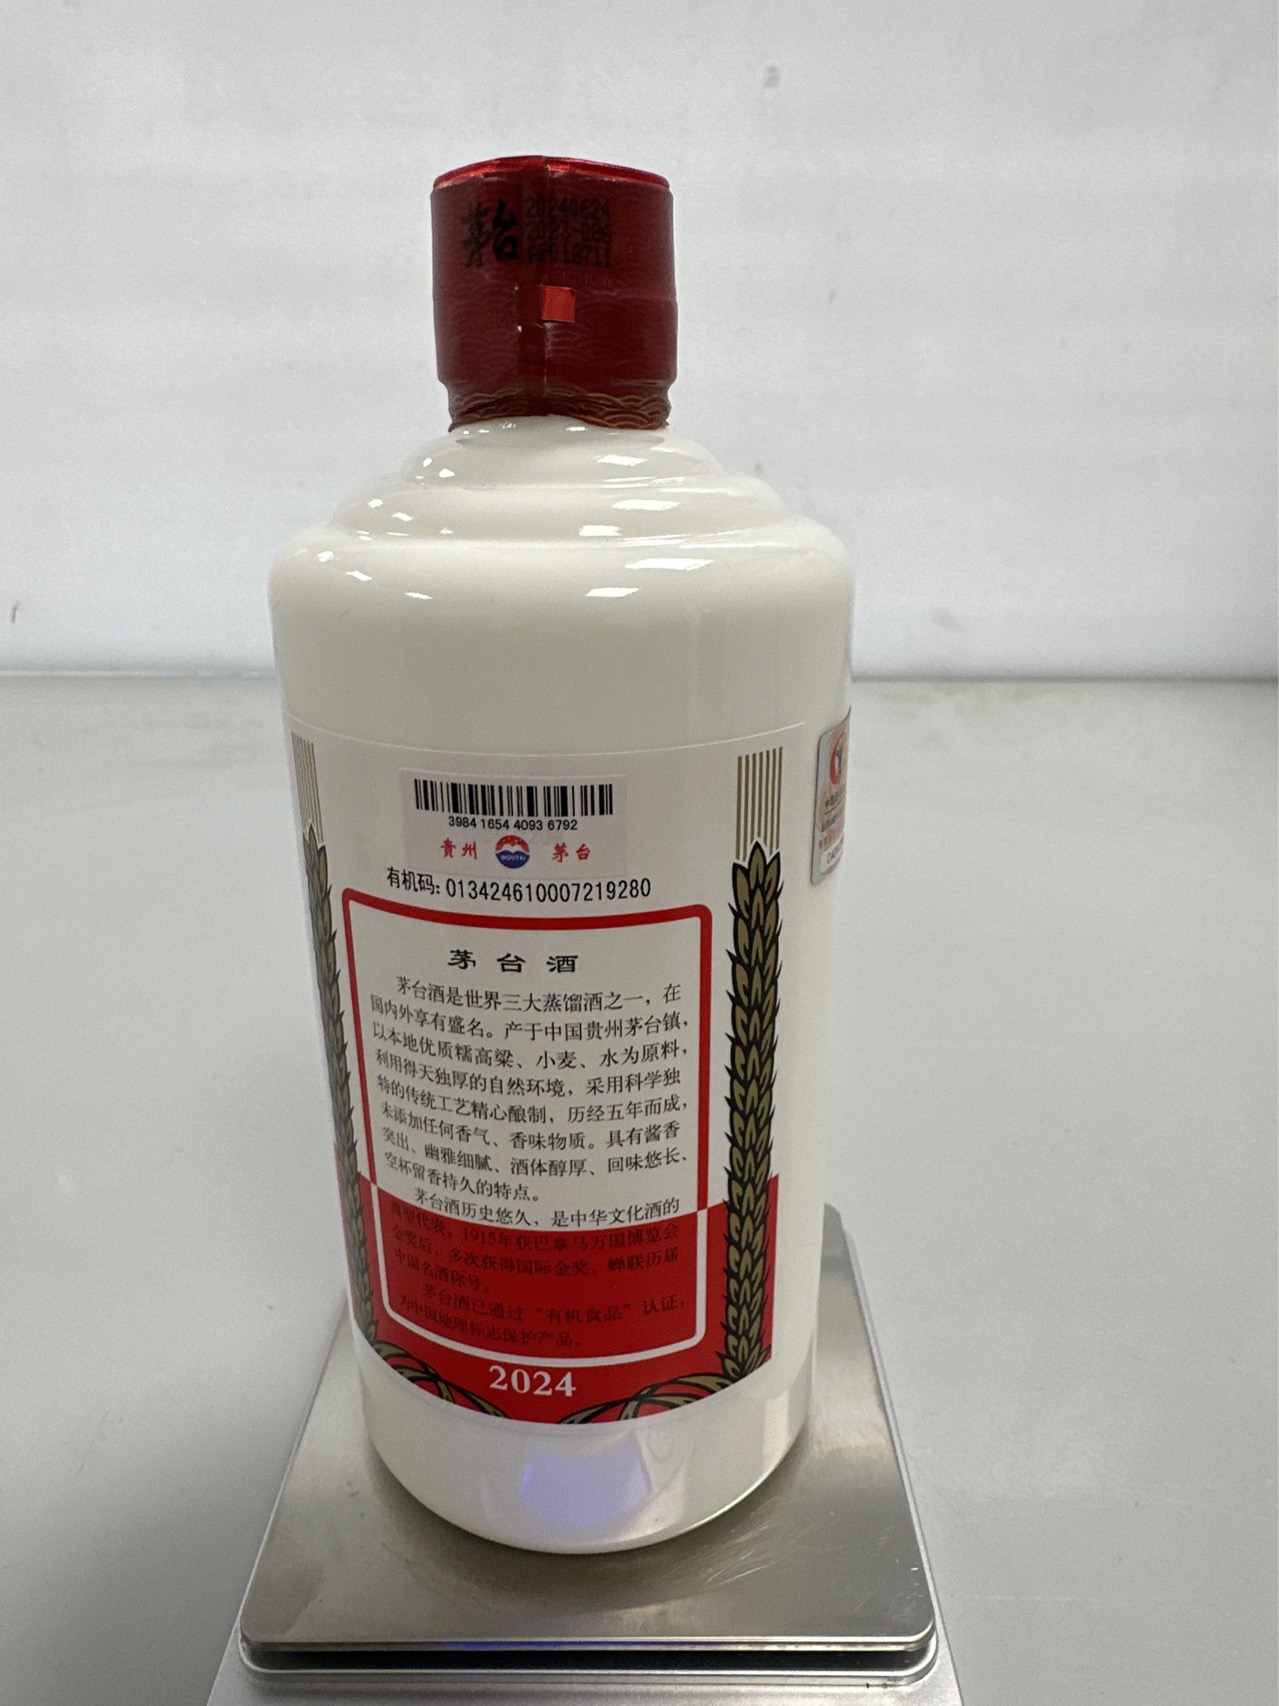 茅台
20240624
2023-086
3984 1654 4093 6792
貴州 MOUTAI 茅台
有机码: 013424610007219280
茅台酒
茅台酒是世界三大蒸馏酒之一，在
国内外享有盛名。产于中国贵州茅台镇，
以本地优质糯高粱、小麦、水为原料，
利用得天独厚的自然环境，采用科学独
特的传统工艺精心酿制，历经五年而成，
未添加任何香气、香味物质。具有酱香
突出、幽雅细腻、酒体醇厚、回味悠长、
空杯留香持久的特点。
茅台酒历史悠久，是中华文化酒的
典型代表。1915年获巴拿马万国博览会
金奖后，多次获得国际金奖，蝉联历届
中国名酒称号。
茅台酒已通过“有机食品”认证，
为中国地理标志保护产品。
2024